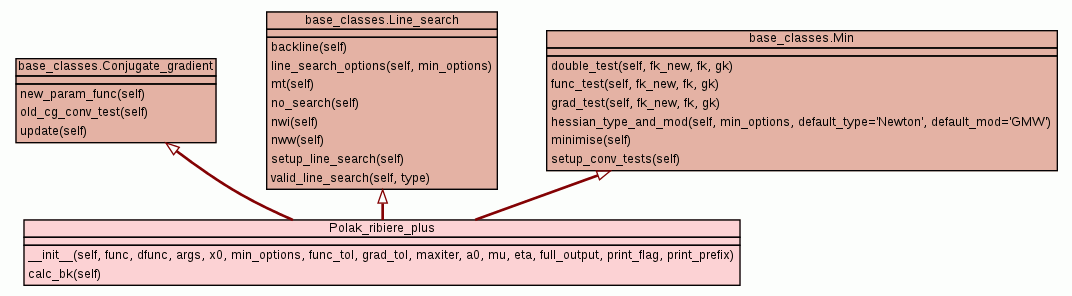 base_classes.Conjugate_gradient
new_param_func(self)
old_cg_conv_test(self)
update(self)
base_classes.Line_search
backline(self)
line_search_options(self, min_options)
mt(self)
no_search(self)
nwi(self)
nww(self)
setup_line_search(self)
valid_line_search(self, type)
base_classes.Min
double_test(self, fk_new, fk, gk)
func_test(self, fk_new, fk, gk)
grad_test(self, fk_new, fk, gk)
hessian_type_and_mod(self, min_options, default_type='Newton', default_mod='GMW')
minimise(self)
setup_conv_tests(self)
Polak_ribiere_plus
__init__(self, func, dfunc, args, x0, min_options, func_tol, grad_tol, maxiter, a0, mu, eta, full_output, print_flag, print_prefix)
calc_bk(self)